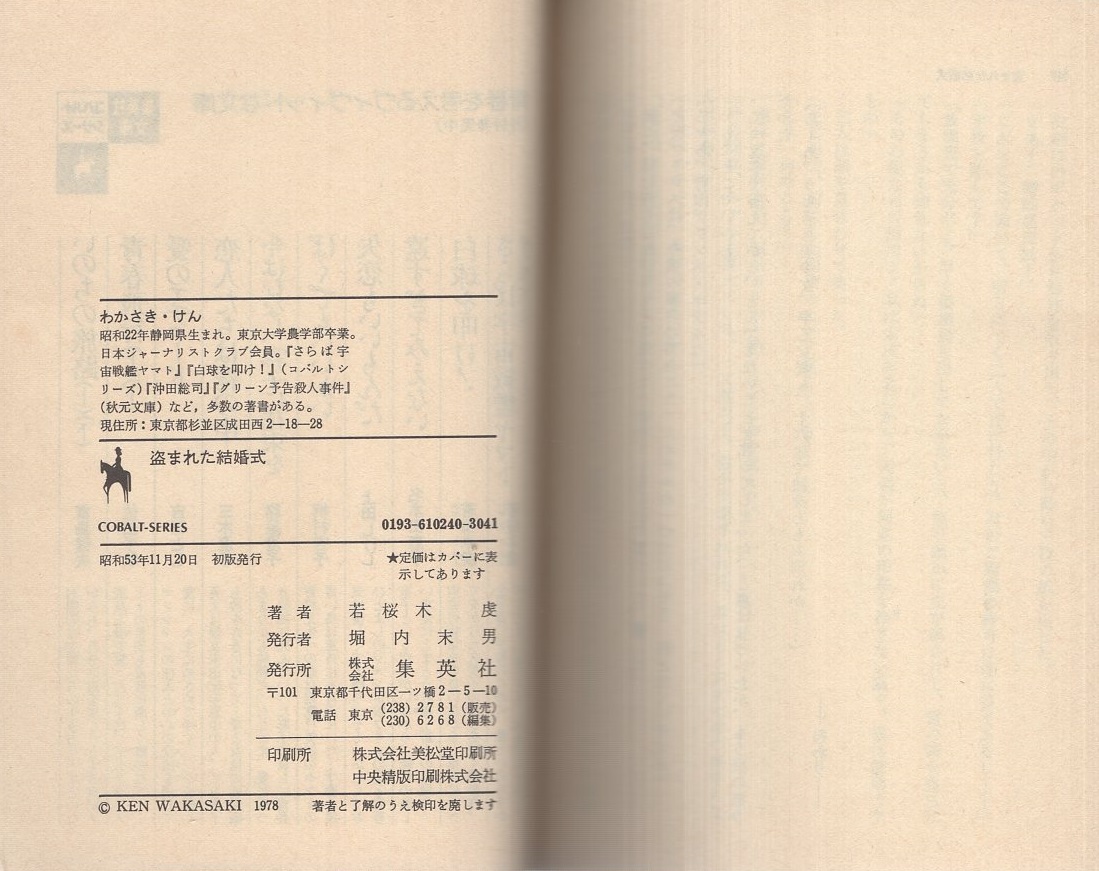 わかさき・けん
昭和22年静岡県生まれ。東京大学農学部卒業。
日本ジャーナリストクラブ会員。『さらば宇
宙戦艦ヤマト』『白球を叩け！』（コバルトシ
リーズ）『沖田総司』『グリーン予告殺人事件』
（秋元文庫）など，多数の著書がある。
現住所：東京都杉並区成田西2―18―28
盗まれた結婚式
COBALT-SERIES 0193-610240-3041
昭和53年11月20日 初版発行 ★定価はカバーに表
示してあります
著者 若桜木 虔
発行者 堀内末男
発行所 株式会社 集英社
〒101 東京都千代田区一ツ橋2―5―10
電話 東京 (238) 2781 (販売)
(230) 6268 (編集)
印刷所 株式会社美松堂印刷所
中央精版印刷株式会社
© KEN WAKASAKI 1978 著者と了解のうえ検印を廃します